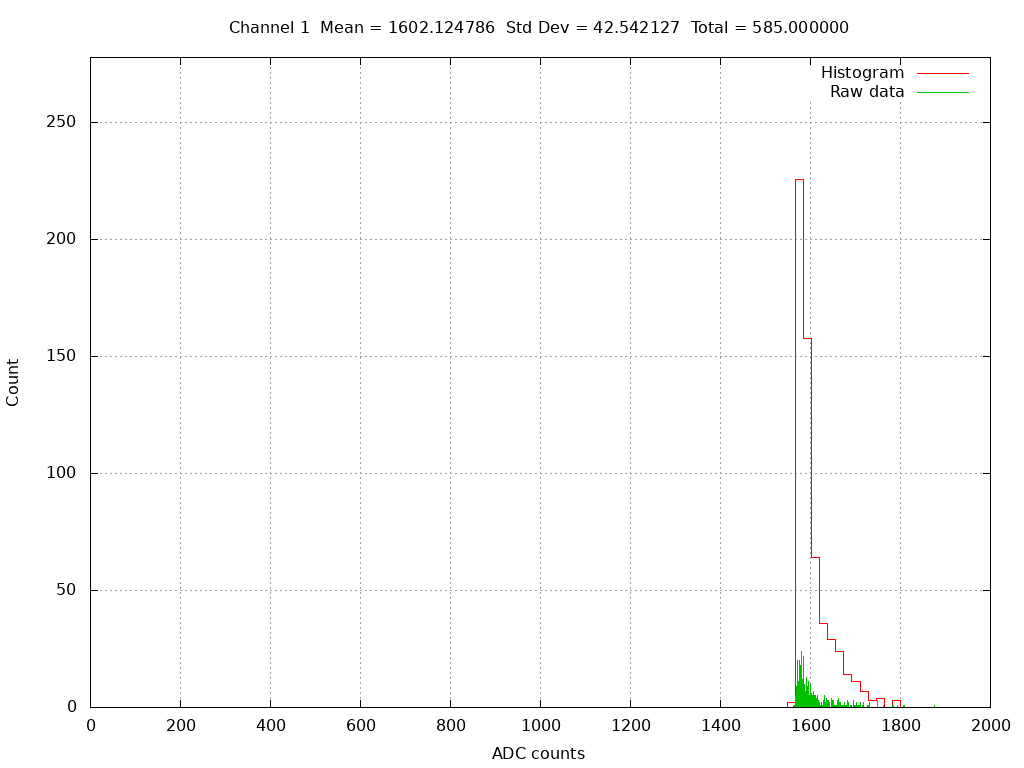 Channel 1  Mean = 1602.124786  Std Dev = 42.542127  Total = 585.000000
Histogram
Raw data
250
200
150
100
50
0
Count
0 200 400 600 800 1000 1200 1400 1600 1800 2000
ADC counts